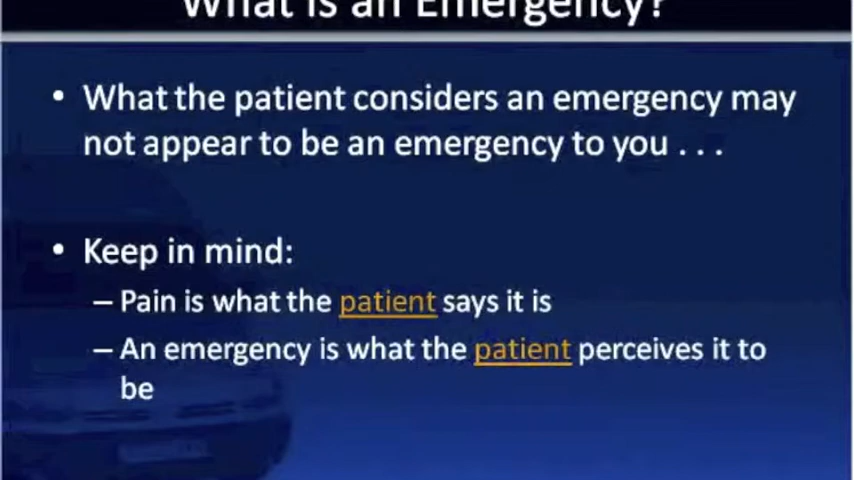 What is an Emergency?
• What the patient considers an emergency may
not appear to be an emergency to you . . .
• Keep in mind:
– Pain is what the patient says it is
– An emergency is what the patient perceives it to
be